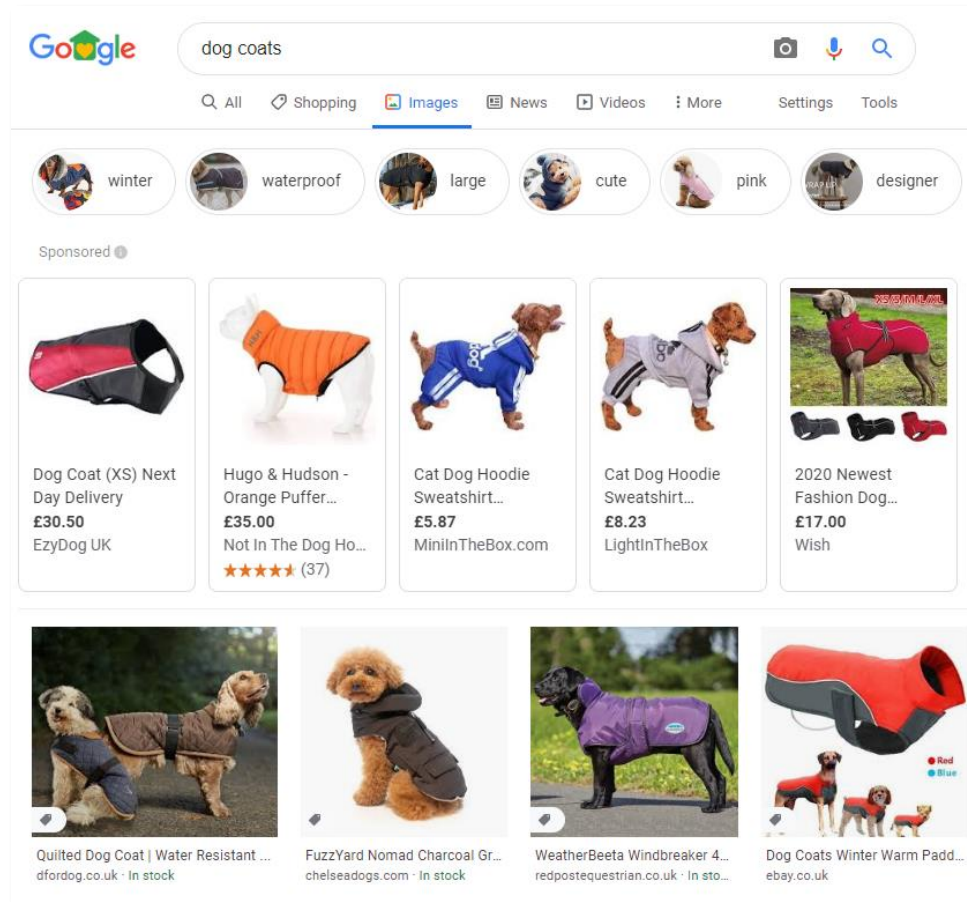 Google
dog coats
All Shopping Images News Videos More Settings Tools
winter waterproof large cute pink designer
Sponsored
XS/S/M/L/XL
Dog Coat (XS) Next
Day Delivery
£30.50
EzyDog UK
Hugo & Hudson -
Orange Puffer...
£35.00
Not In The Dog Ho...
(37)
Cat Dog Hoodie
Sweatshirt...
£5.87
MiniInTheBox.com
Cat Dog Hoodie
Sweatshirt...
£8.23
LightInTheBox
2020 Newest
Fashion Dog...
£17.00
Wish
Red
Blue
Quilted Dog Coat | Water Resistant ...
dfordog.co.uk · In stock
FuzzYard Nomad Charcoal Gr...
chelseadogs.com · In stock
WeatherBeeta Windbreaker 4...
redpostequestrian.co.uk · In sto...
Dog Coats Winter Warm Padd...
ebay.co.uk